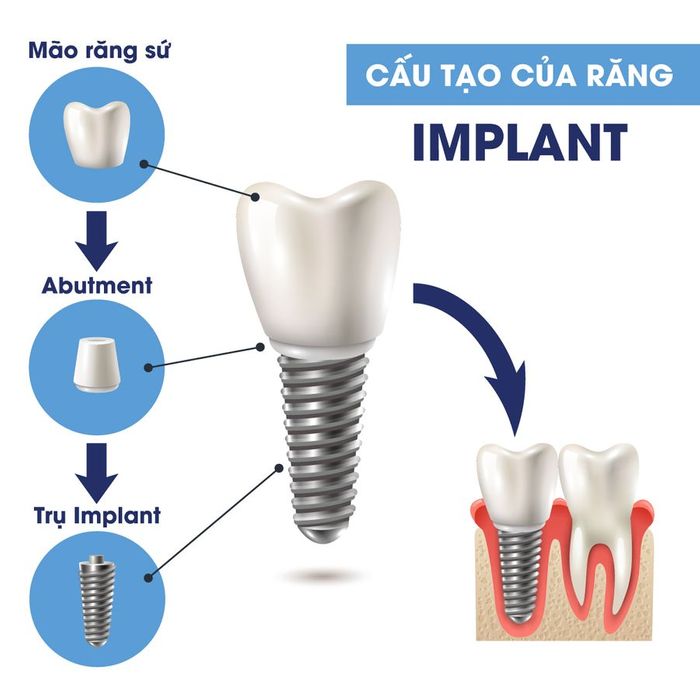 Mão răng sứ
CẤU TẠO CỦA RĂNG
IMPLANT
Abutment
Trụ Implant